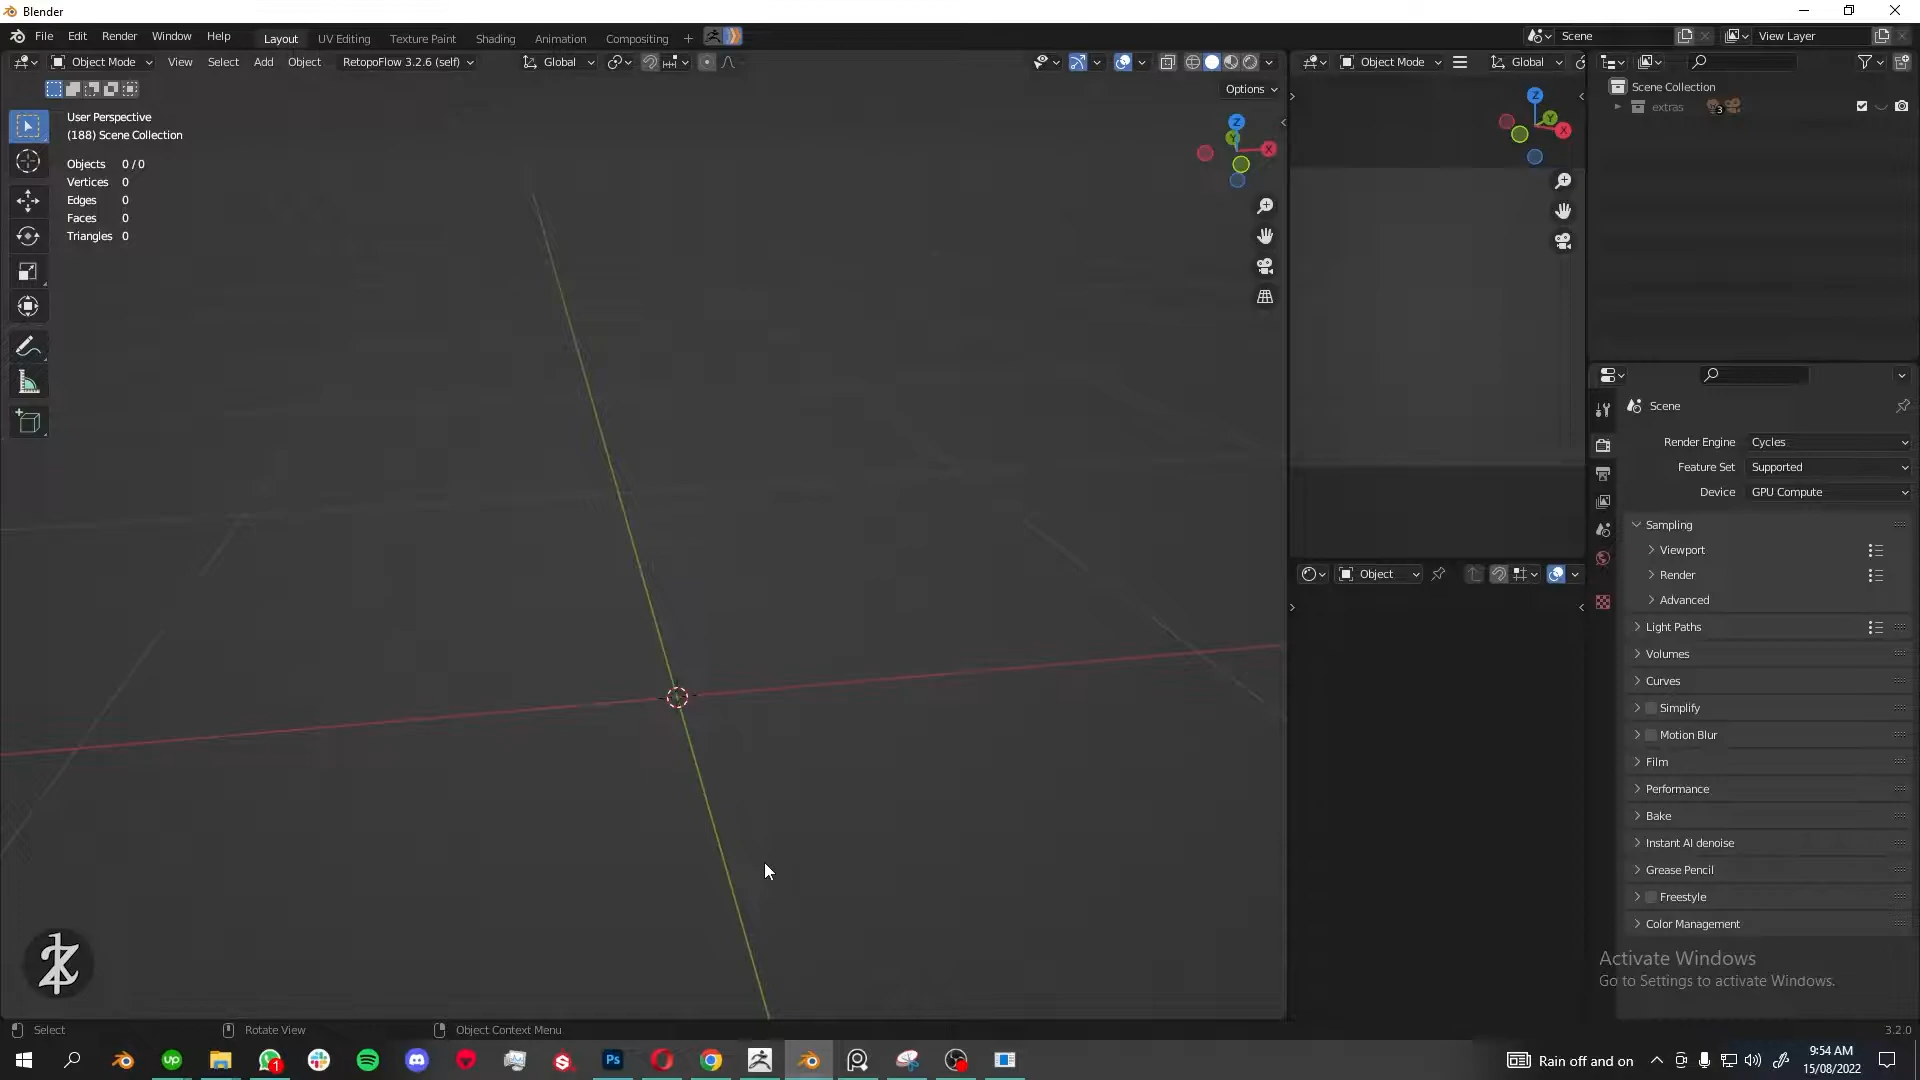 Blender
File Edit Render Window Help Layout UV Editing Texture Paint Shading Animation Compositing + Scene View Layer
Object Mode View Select Add Object RetopoFlow 3.2.6 (self) Global Object Mode Global
Options
User Perspective
(188) Scene Collection
Objects 0 / 0
Vertices 0
Edges 0
Faces 0
Triangles 0
Z
Y
X
Z
Y
X
Scene Collection
extras 3
Scene
Render Engine Cycles
Feature Set Supported
Device GPU Compute
Sampling
Viewport
Render
Advanced
Light Paths
Volumes
Curves
Simplify
Motion Blur
Film
Performance
Bake
Instant AI denoise
Grease Pencil
Freestyle
Color Management
Object
Activate Windows
Go to Settings to activate Windows.
Select Rotate View Object Context Menu 3.2.0
up 1 Ps Rain off and on 9:54 AM
15/08/2022